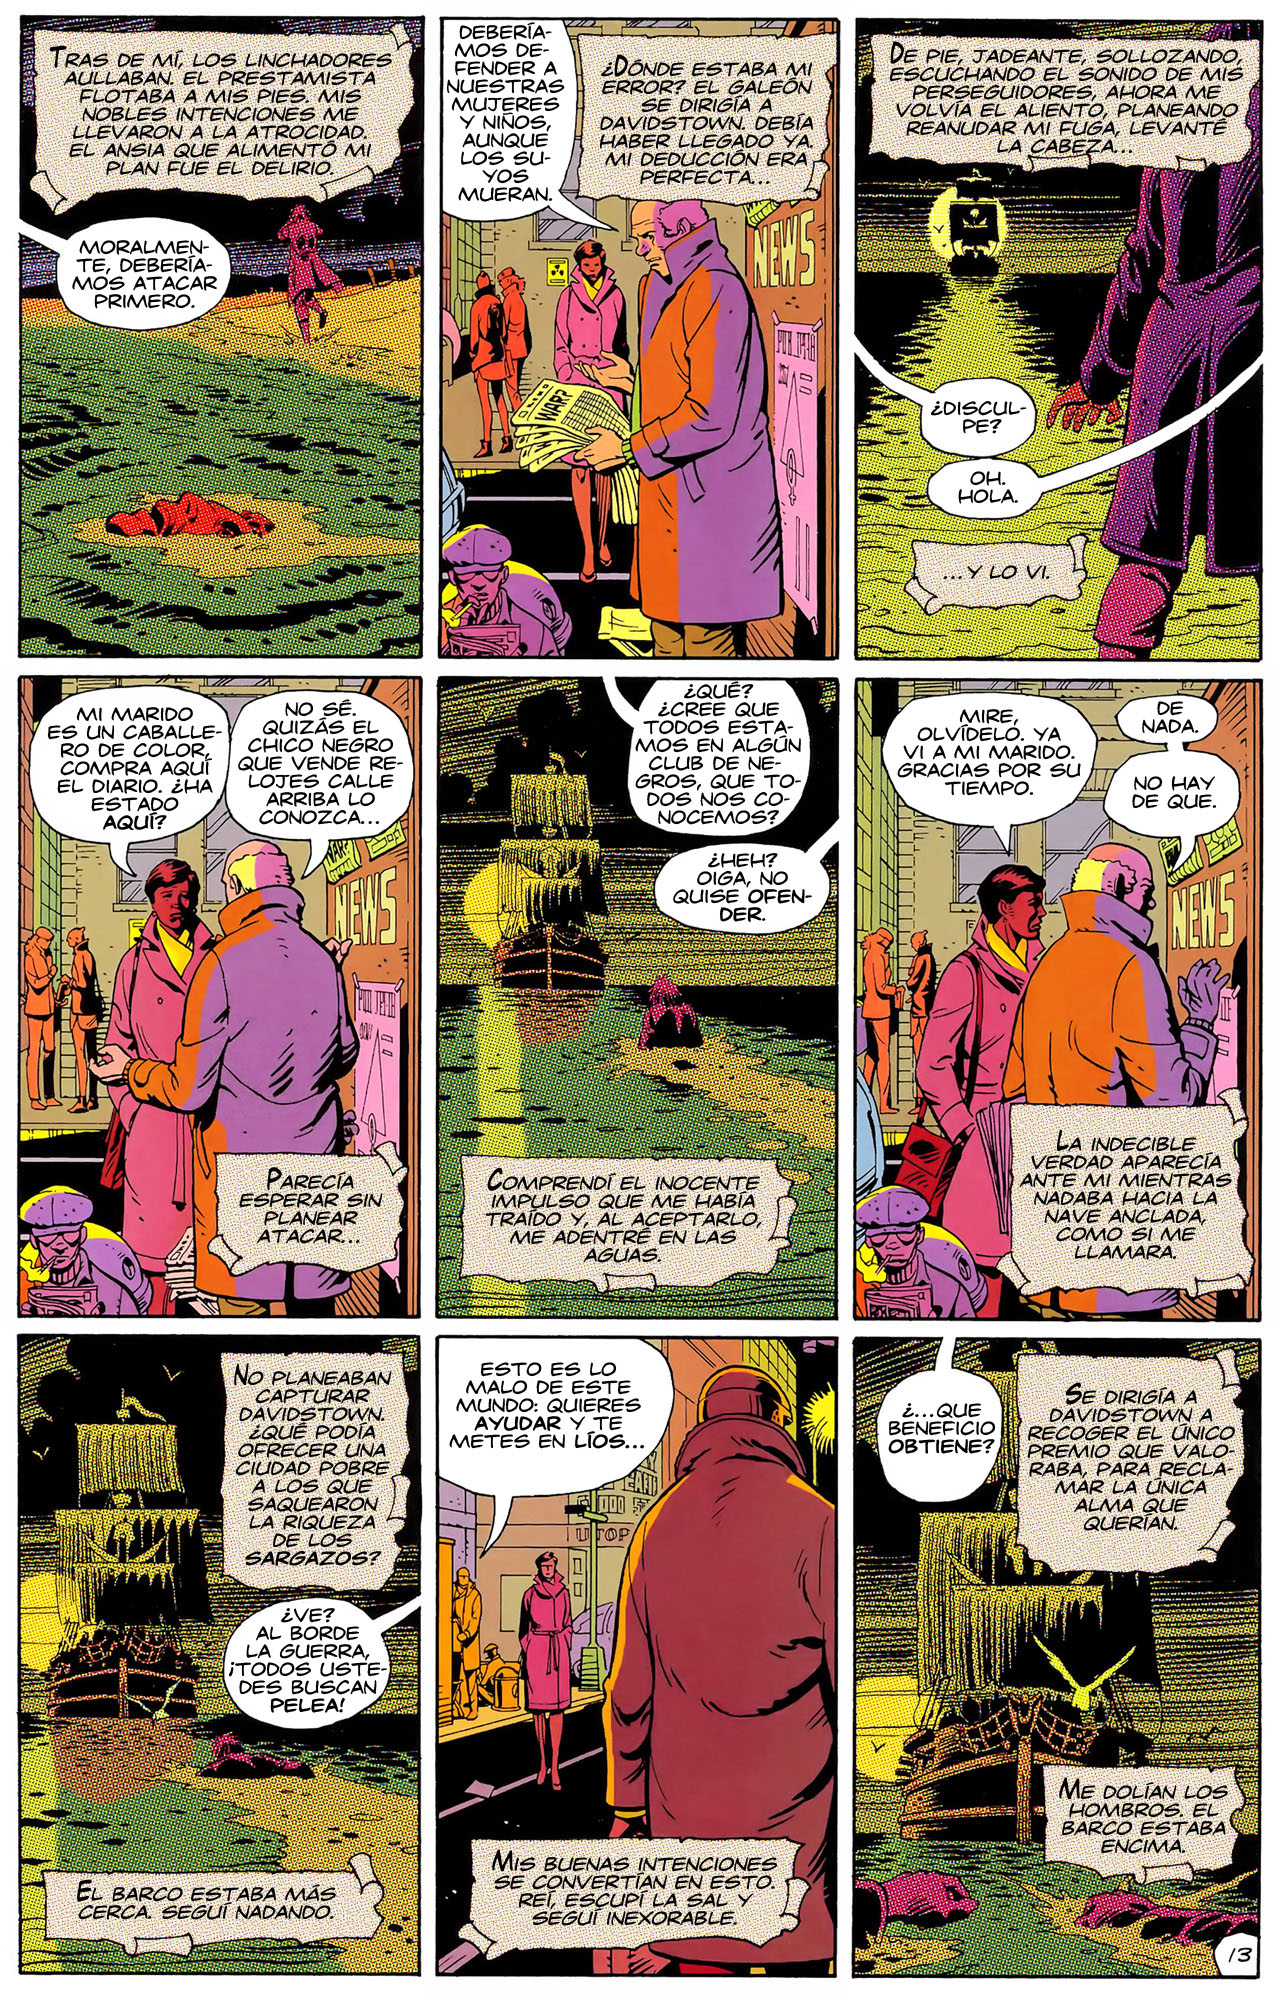 TRAS DE MÍ, LOS LINCHADORES
AULLABAN. EL PRESTAMISTA
FLOTABA A MIS PIES. MIS
NOBLES INTENCIONES ME
LLEVARON A LA ATROCIDAD.
EL ANSIA QUE ALIMENTÓ MI
PLAN FUE EL DELIRIO.
MORALMEN-
TE, DEBERÍA-
MOS ATACAR
PRIMERO.
DEBERÍA-
MOS DE-
FENDER A
NUESTRAS
MUJERES
Y NIÑOS,
AUNQUE
LOS SU-
YOS
MUERAN.
¿DÓNDE ESTABA MI
ERROR? EL GALEÓN
SE DIRIGÍA A
DAVIDSTOWN. DEBÍA
HABER LLEGADO YA.
MI DEDUCCIÓN ERA
PERFECTA...
NEWS
WAR?
DE PIE, JADEANTE, SOLLOZANDO,
ESCUCHANDO EL SONIDO DE MIS
PERSEGUIDORES, AHORA ME
VOLVÍA EL ALIENTO, PLANEANDO
REANUDAR MI FUGA, LEVANTÉ
LA CABEZA...
¿DISCUL-
PE?
OH.
HOLA.
...Y LO VI.
MI MARIDO
ES UN CABALLE-
RO DE COLOR,
COMPRA AQUÍ
EL DIARIO. ¿HA
ESTADO
AQUÍ?
NO SÉ.
QUIZÁS EL
CHICO NEGRO
QUE VENDE RE-
LOJES CALLE
ARRIBA LO
CONOZCA...
NEWS
PARECÍA
ESPERAR SIN
PLANEAR
ATACAR...
¿QUÉ?
¿CREE QUE
TODOS ESTA-
MOS EN ALGÚN
CLUB DE NE-
GROS, QUE TO-
DOS NOS CO-
NOCEMOS?
¿HEH?
OIGA, NO
QUISE OFEN-
DER.
COMPRENDÍ EL INOCENTE
IMPULSO QUE ME HABÍA
TRAÍDO Y, AL ACEPTARLO,
ME ADENTRÉ EN LAS
AGUAS.
MIRE,
OLVÍDELO. YA
VI A MI MARIDO.
GRACIAS POR SU
TIEMPO.
DE
NADA.
NO HAY
DE QUE.
NEWS
LA INDECIBLE
VERDAD APARECÍA
ANTE MI MIENTRAS
NADABA HACIA LA
NAVE ANCLADA,
COMO SI ME
LLAMARA.
NO PLANEABAN
CAPTURAR
DAVIDSTOWN.
¿QUÉ PODÍA
OFRECER UNA
CIUDAD POBRE
A LOS QUE
SAQUEARON
LA RIQUEZA
DE LOS
SARGAZOS?
¿VE?
AL BORDE
LA GUERRA,
¡TODOS USTE-
DES BUSCAN
PELEA!
EL BARCO ESTABA MÁS
CERCA. SEGUÍ NADANDO.
ESTO ES LO
MALO DE ESTE
MUNDO: QUIERES
AYUDAR Y TE
METES EN LÍOS...
UTOP
MIS BUENAS INTENCIONES
SE CONVERTÍAN EN ESTO.
REÍ, ESCUPÍ LA SAL Y
SEGUÍ INEXORABLE.
¿...QUE
BENEFICIO
OBTIENE?
SE DIRIGÍA A
DAVIDSTOWN A
RECOGER EL ÚNICO
PREMIO QUE VALO-
RABA, PARA RECLA-
MAR LA ÚNICA
ALMA QUE
QUERÍAN.
ME DOLÍAN LOS
HOMBROS. EL
BARCO ESTABA
ENCIMA.
13